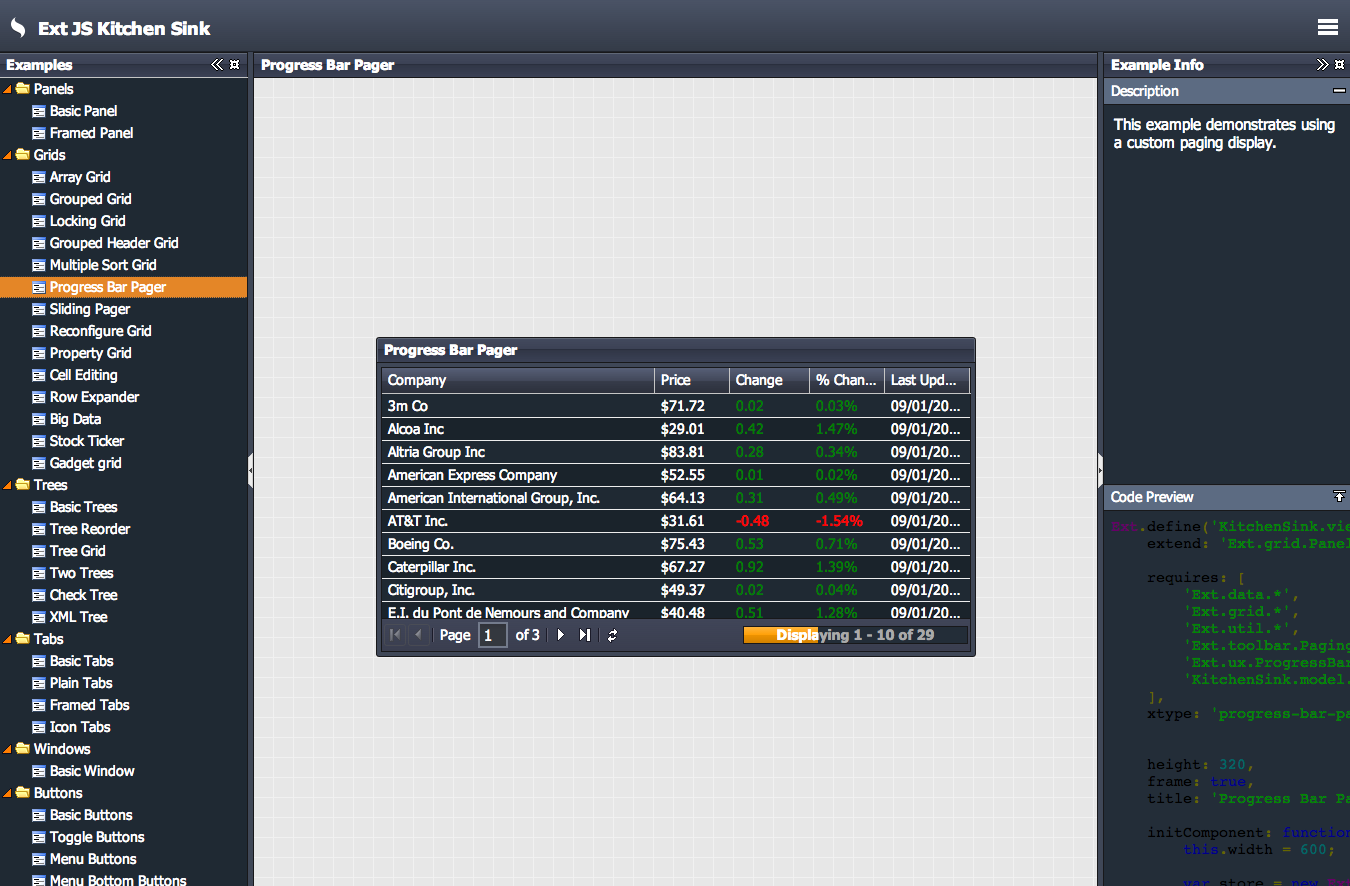 Ext JS Kitchen Sink
Examples
Panels
Basic Panel
Framed Panel
Grids
Array Grid
Grouped Grid
Locking Grid
Grouped Header Grid
Multiple Sort Grid
Progress Bar Pager
Sliding Pager
Reconfigure Grid
Property Grid
Cell Editing
Row Expander
Big Data
Stock Ticker
Gadget grid
Trees
Basic Trees
Tree Reorder
Tree Grid
Two Trees
Check Tree
XML Tree
Tabs
Basic Tabs
Plain Tabs
Framed Tabs
Icon Tabs
Windows
Basic Window
Buttons
Basic Buttons
Toggle Buttons
Menu Buttons
Menu Bottom Buttons
Progress Bar Pager
Progress Bar Pager
Company Price Change % Chan... Last Upd...
3m Co $71.72 0.02 0.03% 09/01/20...
Alcoa Inc $29.01 0.42 1.47% 09/01/20...
Altria Group Inc $83.81 0.28 0.34% 09/01/20...
American Express Company $52.55 0.01 0.02% 09/01/20...
American International Group, Inc. $64.13 0.31 0.49% 09/01/20...
AT&T Inc. $31.61 -0.48 -1.54% 09/01/20...
Boeing Co. $75.43 0.53 0.71% 09/01/20...
Caterpillar Inc. $67.27 0.92 1.39% 09/01/20...
Citigroup, Inc. $49.37 0.02 0.04% 09/01/20...
E.I. du Pont de Nemours and Company $40.48 0.51 1.28% 09/01/20...
Page 1 of 3 Displaying 1 - 10 of 29
Example Info
Description
This example demonstrates using
a custom paging display.
Code Preview
Ext.define('KitchenSink.vie
extend: 'Ext.grid.Panel
requires: [
'Ext.data.*',
'Ext.grid.*',
'Ext.util.*',
'Ext.toolbar.Paging
'Ext.ux.ProgressBar
'KitchenSink.model.
],
xtype: 'progress-bar-pa
height: 320,
frame: true,
title: 'Progress Bar Pa
initComponent: function
this.width = 600;
var store = new